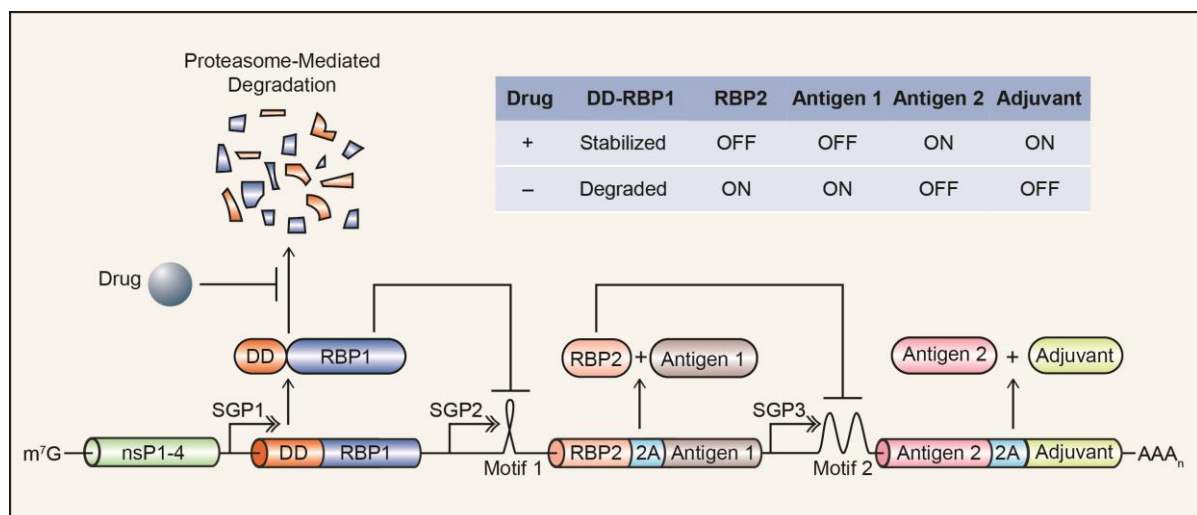 Proteasome-Mediated
Degradation
Drug DD-RBP1 RBP2 Antigen 1 Antigen 2 Adjuvant
+ Stabilized OFF OFF ON ON
– Degraded ON ON OFF OFF
Drug
DD RBP1 RBP2 + Antigen 1 Antigen 2 + Adjuvant
SGP1 SGP2 SGP3
m⁷G nsP1-4 DD RBP1 Motif 1 RBP2 2A Antigen 1 Motif 2 Antigen 2 2A Adjuvant AAAₙ